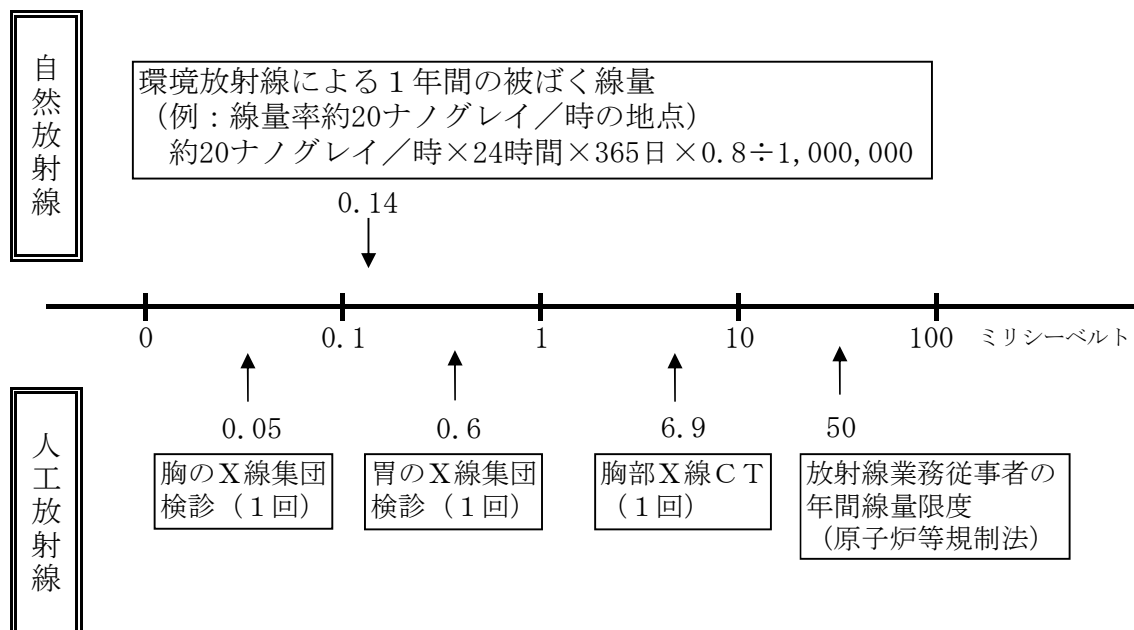 自然放射線
環境放射線による１年間の被ばく線量
（例：線量率約20ナノグレイ／時の地点）
約20ナノグレイ／時×24時間×365日×0.8÷1,000,000
0.14
0 0.1 1 10 100 ミリシーベルト
人工放射線
0.05 0.6 6.9 50
胸のＸ線集団
検診（１回）
胃のＸ線集団
検診（１回）
胸部Ｘ線ＣＴ
（１回）
放射線業務従事者の
年間線量限度
（原子炉等規制法）